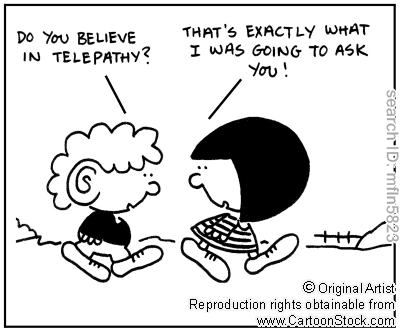 DO YOU BELIEVE
IN TELEPATHY?
THAT'S EXACTLY WHAT
I WAS GOING TO ASK
YOU!
search ID: mfln5823
© Original Artist
Reproduction rights obtainable from
www.CartoonStock.com